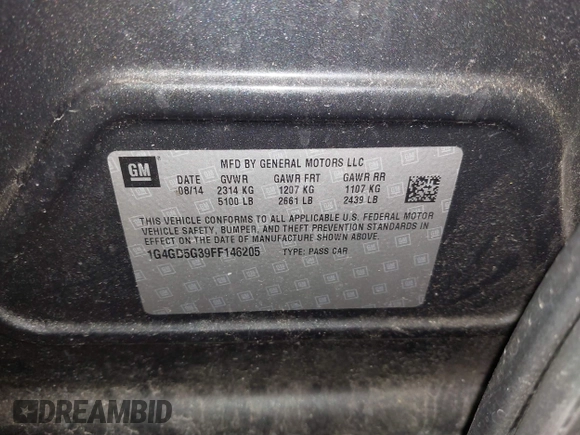 GM
MFD BY GENERAL MOTORS LLC
DATE GVWR GAWR FRT GAWR RR
08/14 2314 KG 1207 KG 1107 KG
5100 LB 2661 LB 2439 LB
THIS VEHICLE CONFORMS TO ALL APPLICABLE U.S. FEDERAL MOTOR
VEHICLE SAFETY, BUMPER, AND THEFT PREVENTION STANDARDS IN
EFFECT ON THE DATE OF MANUFACTURE SHOWN ABOVE.
1G4GD5G39FF146205 TYPE: PASS CAR
DREAMBID